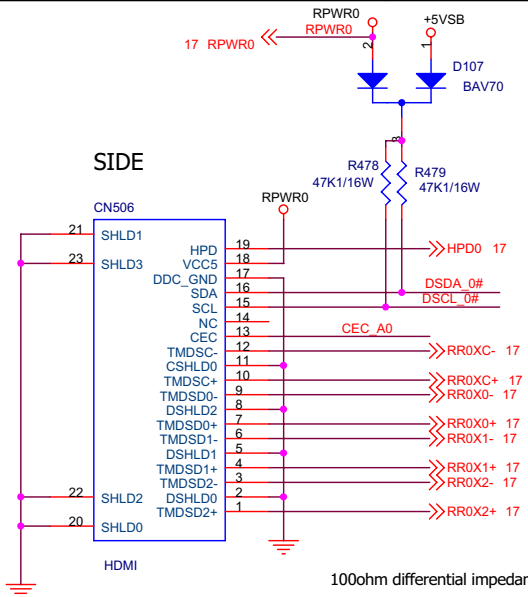 RPWR0
+5VSB
17 RPWR0
RPWR0
2
1
D107
BAV70
3
SIDE
R478
47K1/16W
R479
47K1/16W
RPWR0
CN506
21 SHLD1
23 SHLD3
HPD 19 HPD0 17
VCC5 18
DDC_GND 17
SDA 16 DSDA_0#
SCL 15 DSCL_0#
NC 14
CEC 13 CEC_A0
TMDSC- 12 RR0XC- 17
CSHLD0 11
TMDSC+ 10 RR0XC+ 17
TMDSD0- 9 RR0X0- 17
DSHLD2 8
TMDSD0+ 7 RR0X0+ 17
TMDSD1- 6 RR0X1- 17
DSHLD1 5
TMDSD1+ 4 RR0X1+ 17
TMDSD2- 3 RR0X2- 17
22 SHLD2
DSHLD0 2
TMDSD2+ 1 RR0X2+ 17
20 SHLD0
HDMI
100ohm differential impedan